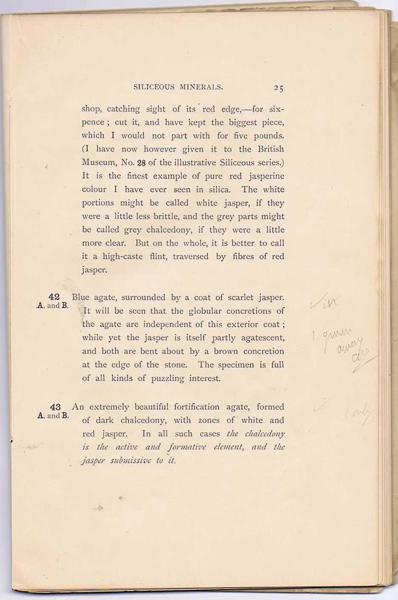 SILICEOUS MINERALS. 25
shop, catching sight of its red edge,—for six-
pence; cut it, and have kept the biggest piece,
which I would not part with for five pounds.
(I have now however given it to the British
Museum, No. 28 of the illustrative Siliceous series.)
It is the finest example of pure red jasperine
colour I have ever seen in silica. The white
portions might be called white jasper, if they
were a little less brittle, and the grey parts might
be called grey chalcedony, if they were a little
more clear. But on the whole, it is better to call
it a high-caste flint, traversed by fibres of red
jasper.
42 Blue agate, surrounded by a coat of scarlet jasper.
A. and B. It will be seen that the globular concretions of
the agate are independent of this exterior coat;
while yet the jasper is itself partly agatescent,
and both are bent about by a brown concretion
at the edge of the stone. The specimen is full
of all kinds of puzzling interest.
43 An extremely beautiful fortification agate, formed
A. and B. of dark chalcedony, with zones of white and
red jasper. In all such cases the chalcedony
is the active and formative element, and the
jasper submissive to it.
1 given
away
1 only